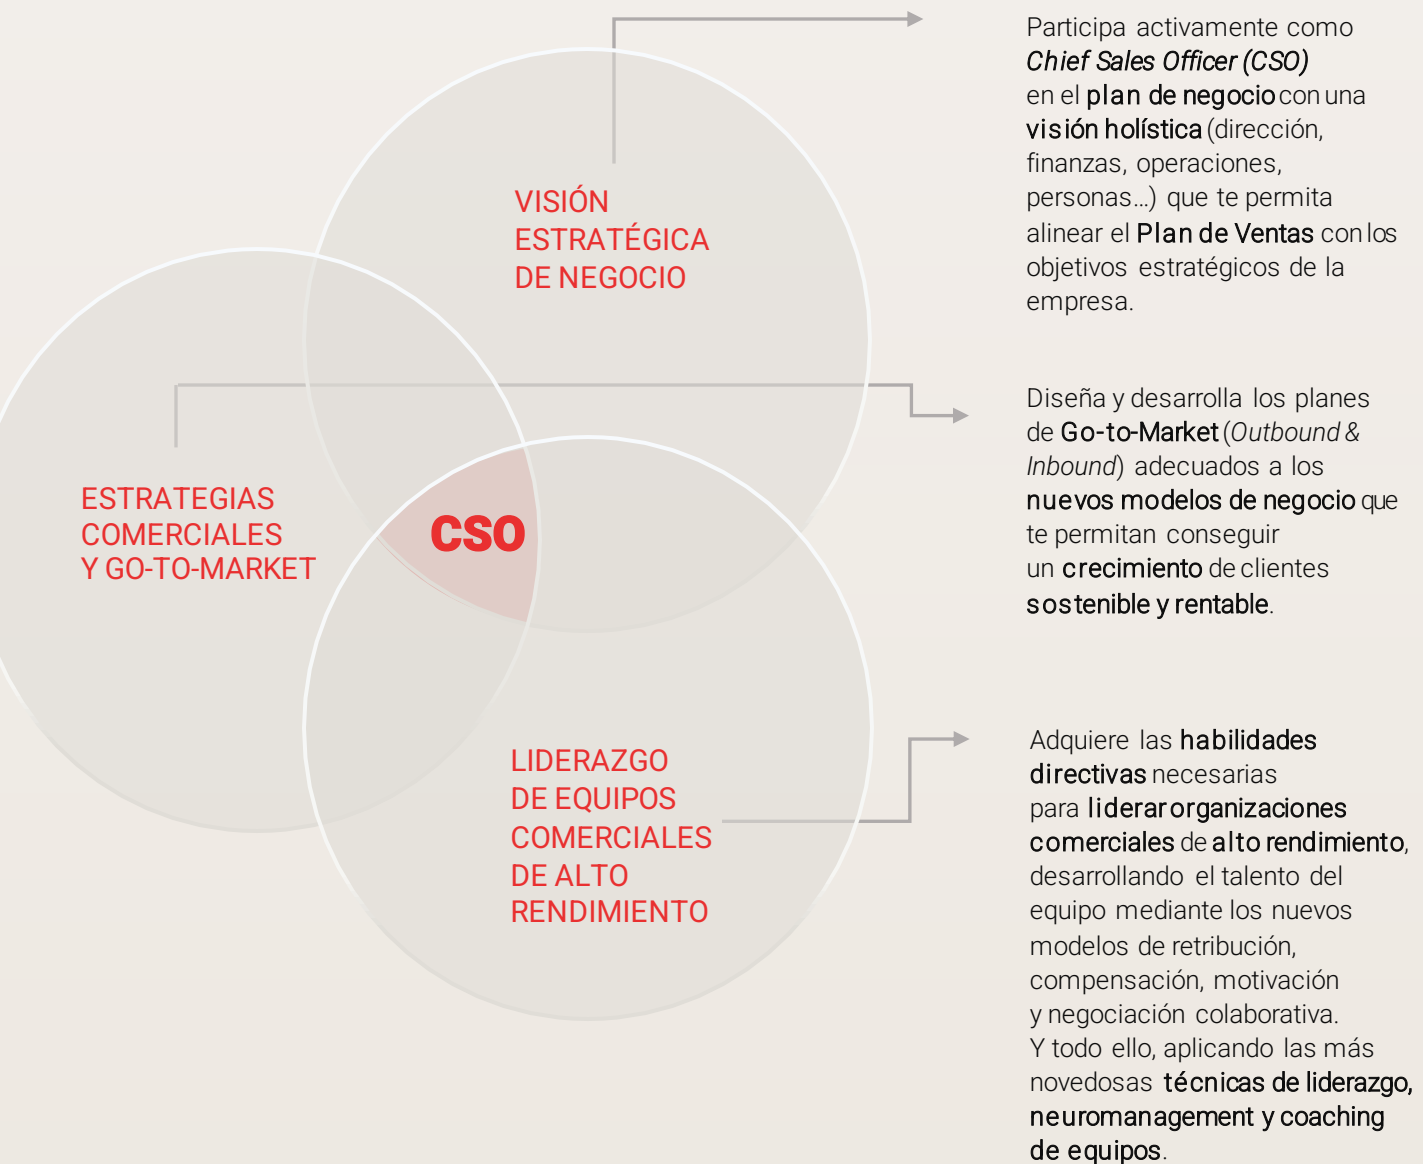 VISIÓN
ESTRATÉGICA
DE NEGOCIO
Participa activamente como
Chief Sales Officer (CSO)
en el plan de negocio con una
visión holística (dirección,
finanzas, operaciones,
personas...) que te permita
alinear el Plan de Ventas con los
objetivos estratégicos de la
empresa.
ESTRATEGIAS
COMERCIALES
Y GO-TO-MARKET
CSO
Diseña y desarrolla los planes
de Go-to-Market (Outbound &
Inbound) adecuados a los
nuevos modelos de negocio que
te permitan conseguir
un crecimiento de clientes
sostenible y rentable.
LIDERAZGO
DE EQUIPOS
COMERCIALES
DE ALTO
RENDIMIENTO
Adquiere las habilidades
directivas necesarias
para liderar organizaciones
comerciales de alto rendimiento,
desarrollando el talento del
equipo mediante los nuevos
modelos de retribución,
compensación, motivación
y negociación colaborativa.
Y todo ello, aplicando las más
novedosas técnicas de liderazgo,
neuromanagement y coaching
de equipos.